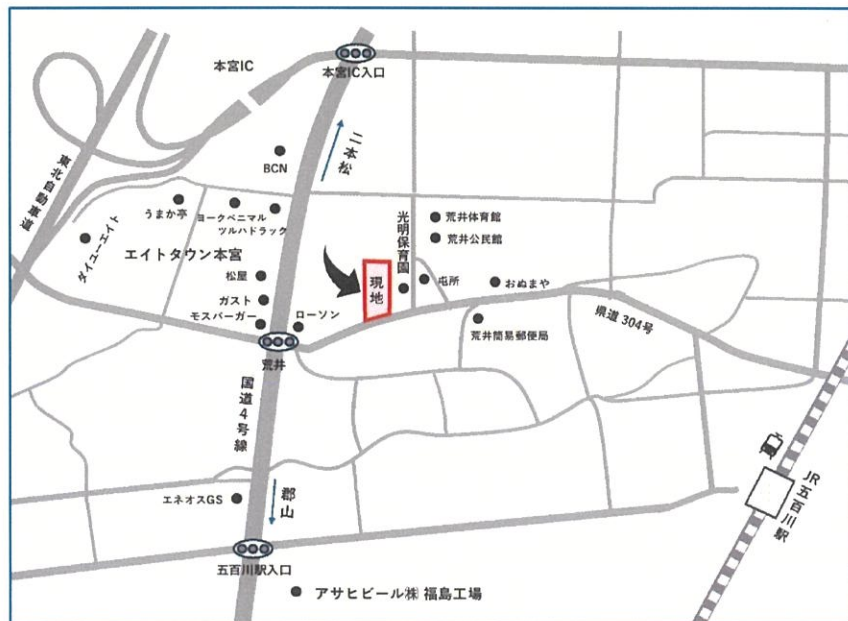 本宮IC
本宮IC入口
東北自動車道
二本松
BCN
うまか亭
ヨークベニマル
ツルハドラック
ダイユーエイト
エイトタウン本宮
光明保育園
荒井体育館
荒井公民館
松屋
現地
屯所
おぬまや
ガスト
モスバーガー
ローソン
荒井簡易郵便局
県道 304号
荒井
国道4号線
エネオスGS
郡山
JR五百川駅
五百川駅入口
アサヒビール㈱ 福島工場